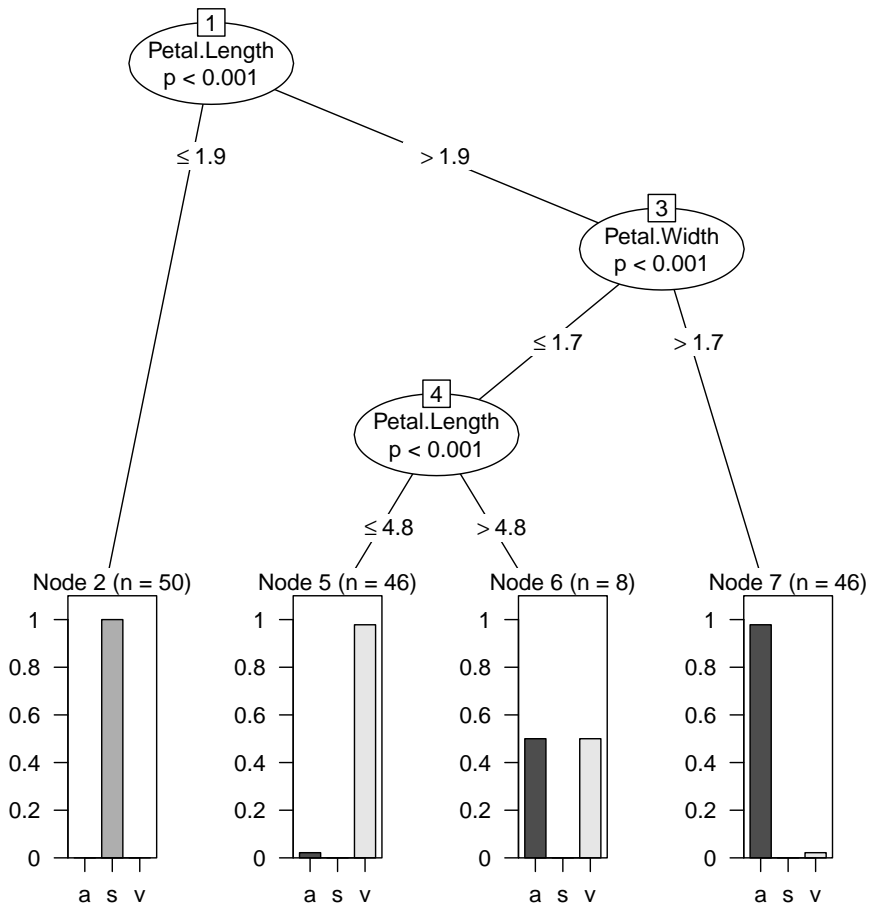 1
Petal.Length
p < 0.001
≤ 1.9
> 1.9
3
Petal.Width
p < 0.001
≤ 1.7
> 1.7
4
Petal.Length
p < 0.001
≤ 4.8
> 4.8
Node 2 (n = 50)
1
0.8
0.6
0.4
0.2
0
a s v
Node 5 (n = 46)
1
0.8
0.6
0.4
0.2
0
a s v
Node 6 (n = 8)
1
0.8
0.6
0.4
0.2
0
a s v
Node 7 (n = 46)
1
0.8
0.6
0.4
0.2
0
a s v